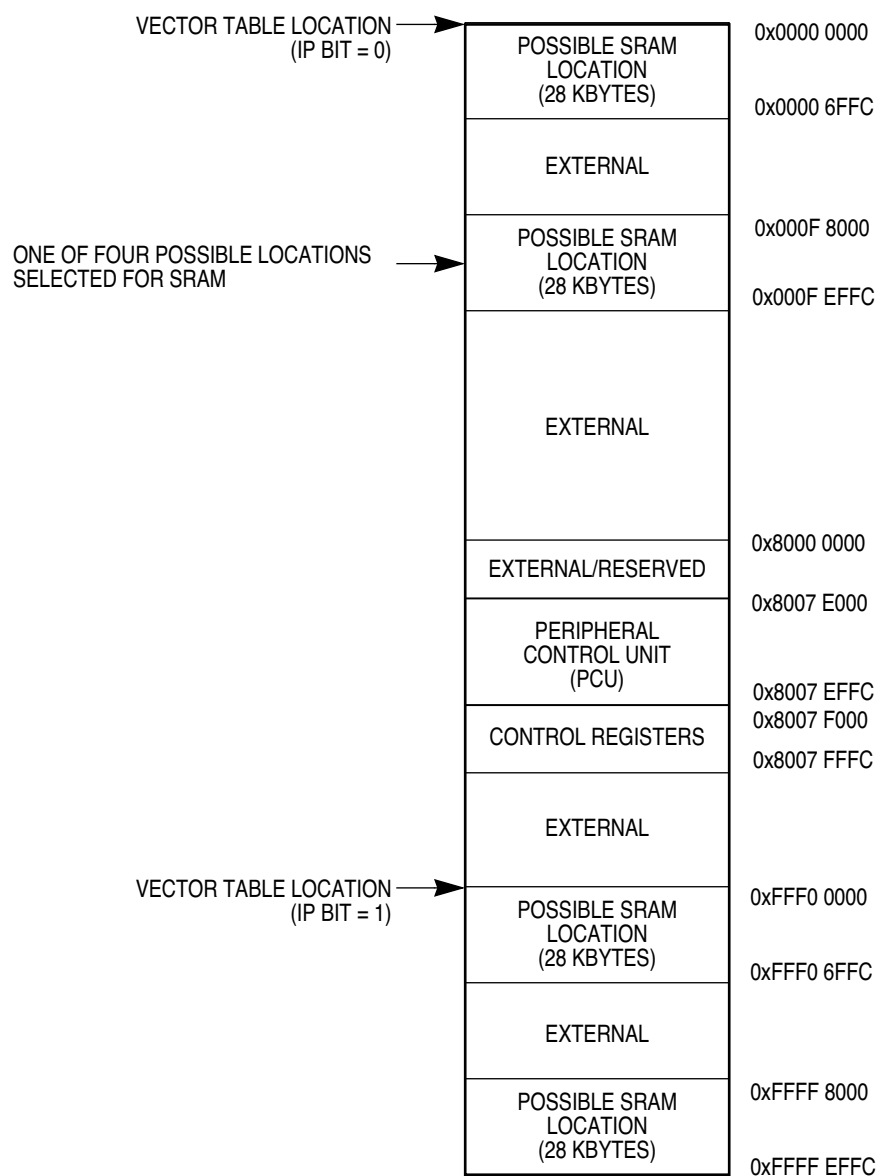 VECTOR TABLE LOCATION
(IP BIT = 0)
0x0000 0000
POSSIBLE SRAM
LOCATION
(28 KBYTES)
0x0000 6FFC
EXTERNAL
0x000F 8000
ONE OF FOUR POSSIBLE LOCATIONS
SELECTED FOR SRAM
POSSIBLE SRAM
LOCATION
(28 KBYTES)
0x000F EFFC
EXTERNAL
0x8000 0000
EXTERNAL/RESERVED
0x8007 E000
PERIPHERAL
CONTROL UNIT
(PCU)
0x8007 EFFC
0x8007 F000
CONTROL REGISTERS
0x8007 FFFC
EXTERNAL
VECTOR TABLE LOCATION
(IP BIT = 1)
0xFFF0 0000
POSSIBLE SRAM
LOCATION
(28 KBYTES)
0xFFF0 6FFC
EXTERNAL
0xFFFF 8000
POSSIBLE SRAM
LOCATION
(28 KBYTES)
0xFFFF EFFC